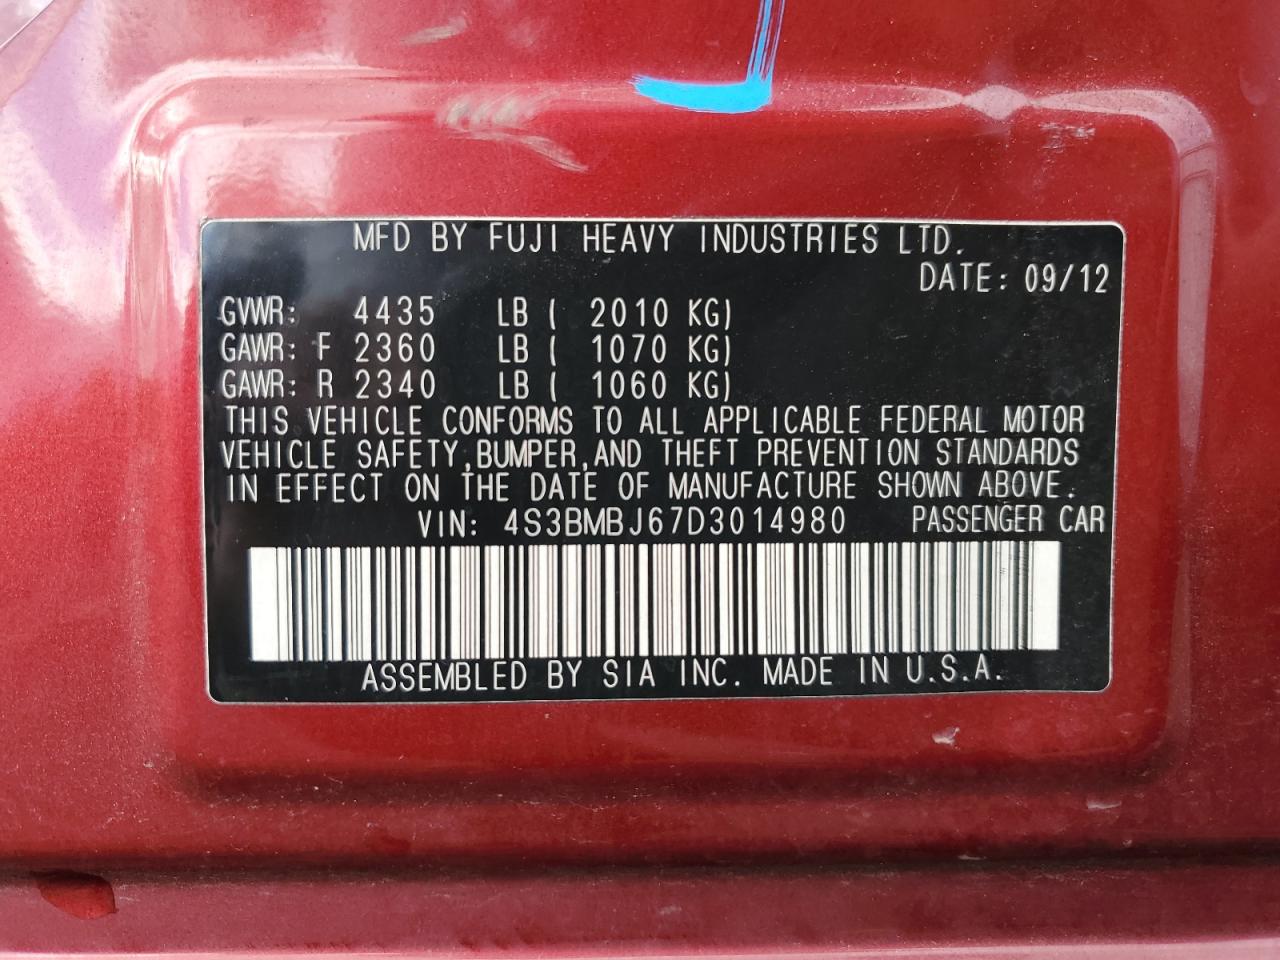 MFD BY FUJI HEAVY INDUSTRIES LTD.
DATE: 09/12
GVWR: 4435 LB ( 2010 KG)
GAWR: F 2360 LB ( 1070 KG)
GAWR: R 2340 LB ( 1060 KG)
THIS VEHICLE CONFORMS TO ALL APPLICABLE FEDERAL MOTOR
VEHICLE SAFETY,BUMPER,AND THEFT PREVENTION STANDARDS
IN EFFECT ON THE DATE OF MANUFACTURE SHOWN ABOVE.
VIN: 4S3BMBJ67D3014980 PASSENGER CAR
ASSEMBLED BY SIA INC. MADE IN U.S.A.